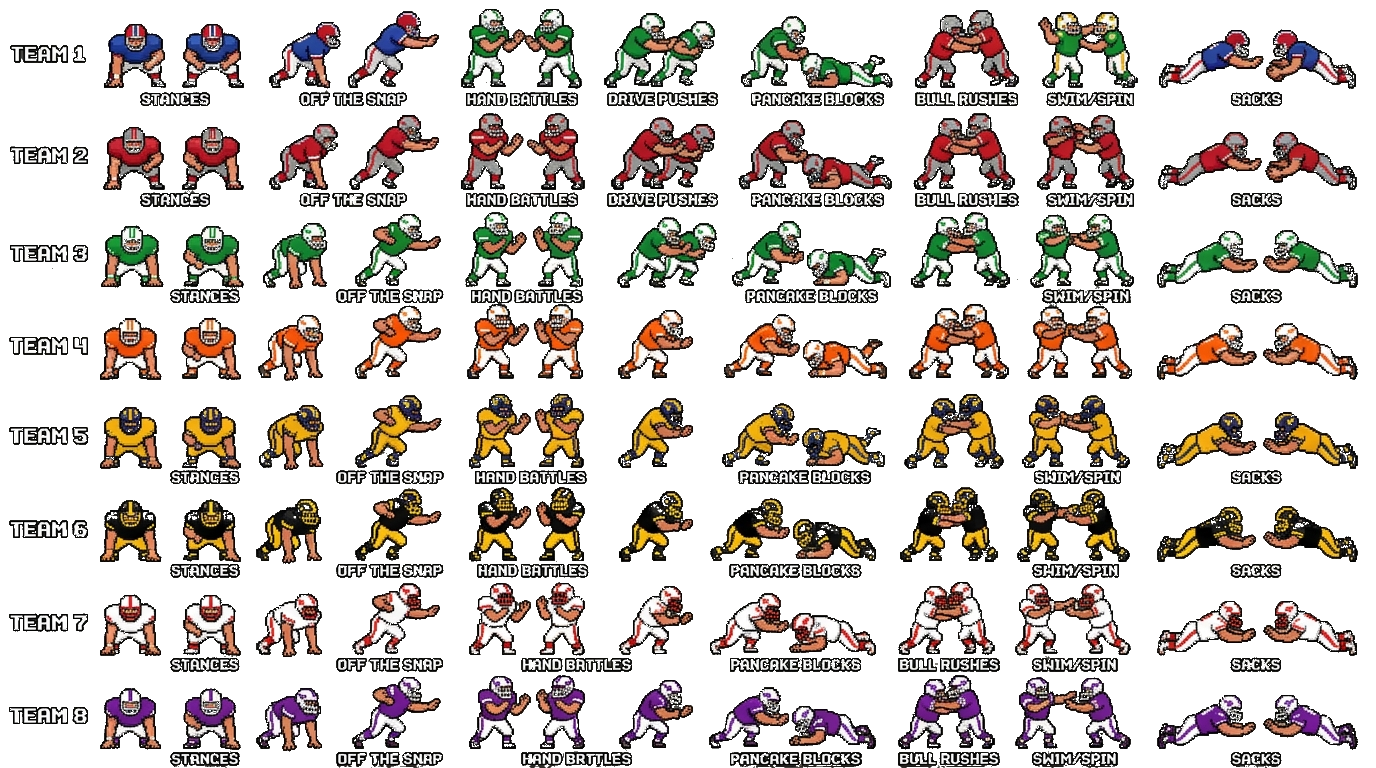 TEAM 1
STANCES OFF THE SNAP HAND BATTLES DRIVE PUSHES PANCAKE BLOCKS BULL RUSHES SWIM/SPIN SACKS
TEAM 2
STANCES OFF THE SNAP HAND BATTLES DRIVE PUSHES PANCAKE BLOCKS BULL RUSHES SWIM/SPIN SACKS
TEAM 3
STANCES OFF THE SNAP HAND BATTLES PANCAKE BLOCKS SWIM/SPIN SACKS
TEAM 4
TEAM 5
STANCES OFF THE SNAP HAND BATTLES PANCAKE BLOCKS SWIM/SPIN SACKS
TEAM 6
STANCES OFF THE SNAP HAND BATTLES PANCAKE BLOCKS SWIM/SPIN SACKS
TEAM 7
STANCES OFF THE SNAP HAND BATTLES PANCAKE BLOCKS BULL RUSHES SWIM/SPIN SACKS
TEAM 8
STANCES OFF THE SNAP HAND BRTLES PANCAKE BLOCKS BULL RUSHES SWIM/SPIN SACKS